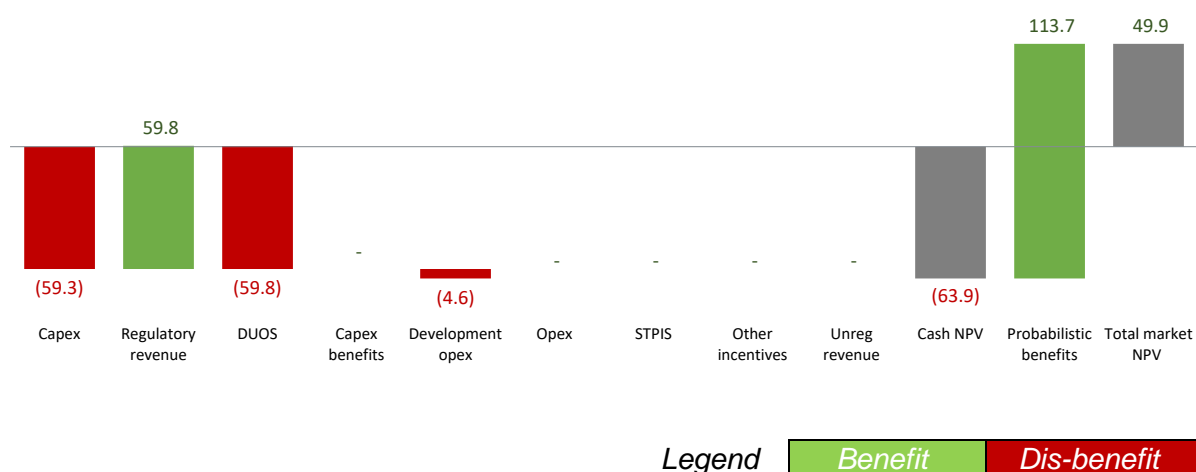 113.7
49.9
59.8
-
-
-
-
-
(59.3)
(59.8)
(4.6)
(63.9)
Capex
Regulatory
revenue
DUOS
Capex
benefits
Development
opex
Opex
STPIS
Other
incentives
Unreg
revenue
Cash NPV
Probabilistic
benefits
Total market
NPV
Legend
Benefit
Dis-benefit